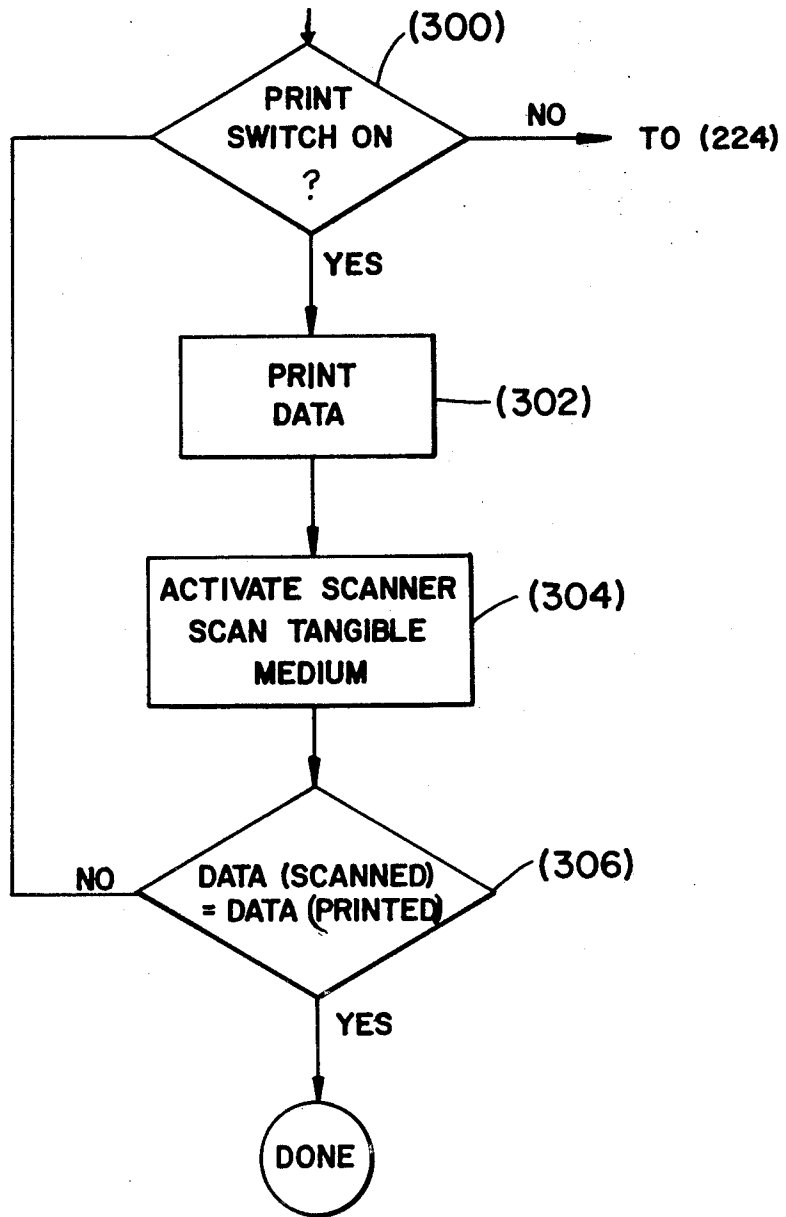 (300)
PRINT
SWITCH ON
?
NO
TO (224)
YES
PRINT
DATA
(302)
ACTIVATE SCANNER
SCAN TANGIBLE
MEDIUM
(304)
NO
DATA (SCANNED)
= DATA (PRINTED)
(306)
YES
DONE